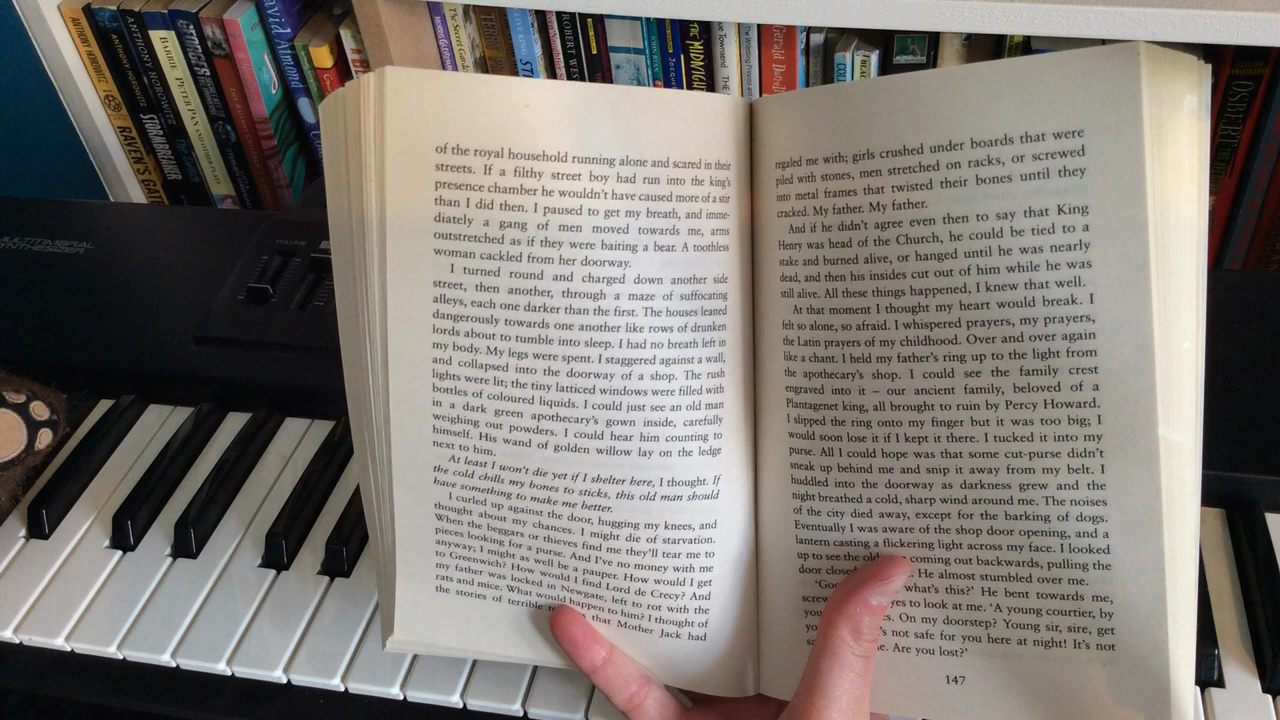 ANTHONY HOROWITZ RAVEN'S GATE
ANTHONY HOROWITZ STORMBREAKER
BARRIE PETER PAN AND OTHER PLAYS
David Almond
The Secret Garden
TERRY
ROBERT WES
THE MIDNIGHT
Gerald Durrell
OSBERT
MULTITIMBRAL
SYNTHESIZER
VOLUME
of the royal household running alone and scared in their
streets. If a filthy street boy had run into the king's
presence chamber he wouldn't have caused more of a stir
than I did then. I paused to get my breath, and imme-
diately a gang of men moved towards me, arms
outstretched as if they were baiting a bear. A toothless
woman cackled from her doorway.
I turned round and charged down another side
street, then another, through a maze of suffocating
alleys, each one darker than the first. The houses leaned
dangerously towards one another like rows of drunken
lords about to tumble into sleep. I had no breath left in
my body. My legs were spent. I staggered against a wall,
and collapsed into the doorway of a shop. The rush
lights were lit; the tiny latticed windows were filled with
bottles of coloured liquids. I could just see an old man
in a dark green apothecary's gown inside, carefully
weighing out powders. I could hear him counting to
himself. His wand of golden willow lay on the ledge
next to him.
At least I won't die yet if I shelter here, I thought. If
the cold chills my bones to sticks, this old man should
have something to make me better.
I curled up against the door, hugging my knees, and
thought about my chances. I might die of starvation.
When the beggars or thieves find me they'll tear me to
pieces looking for a purse. And I've no money with me
anyway; I might as well be a pauper. How would I get
to Greenwich? How would I find Lord de Crecy? And
my father was locked in Newgate, left to rot with the
rats and mice. What would happen to him? I thought of
the stories of terrible that Mother Jack had
regaled me with; girls crushed under boards that were
piled with stones, men stretched on racks, or screwed
into metal frames that twisted their bones until they
cracked. My father. My father.
And if he didn't agree even then to say that King
Henry was head of the Church, he could be tied to a
stake and burned alive, or hanged until he was nearly
dead, and then his insides cut out of him while he was
still alive. All these things happened, I knew that well.
At that moment I thought my heart would break. I
felt so alone, so afraid. I whispered prayers, my prayers,
the Latin prayers of my childhood. Over and over again
like a chant. I held my father's ring up to the light from
the apothecary's shop. I could see the family crest
engraved into it – our ancient family, beloved of a
Plantagenet king, all brought to ruin by Percy Howard.
I slipped the ring onto my finger but it was too big; I
would soon lose it if I kept it there. I tucked it into my
purse. All I could hope was that some cut-purse didn't
sneak up behind me and snip it away from my belt. I
huddled into the doorway as darkness grew and the
night breathed a cold, sharp wind around me. The noises
of the city died away, except for the barking of dogs.
Eventually I was aware of the shop door opening, and a
lantern casting a flickering light across my face. I looked
up to see the old coming out backwards, pulling the
door He almost stumbled over me.
what's this?' He bent towards me,
to look at me. 'A young courtier, by
On my doorstep? Young sir, sire, get
not safe for you here at night! It's not
Are you lost?'
147